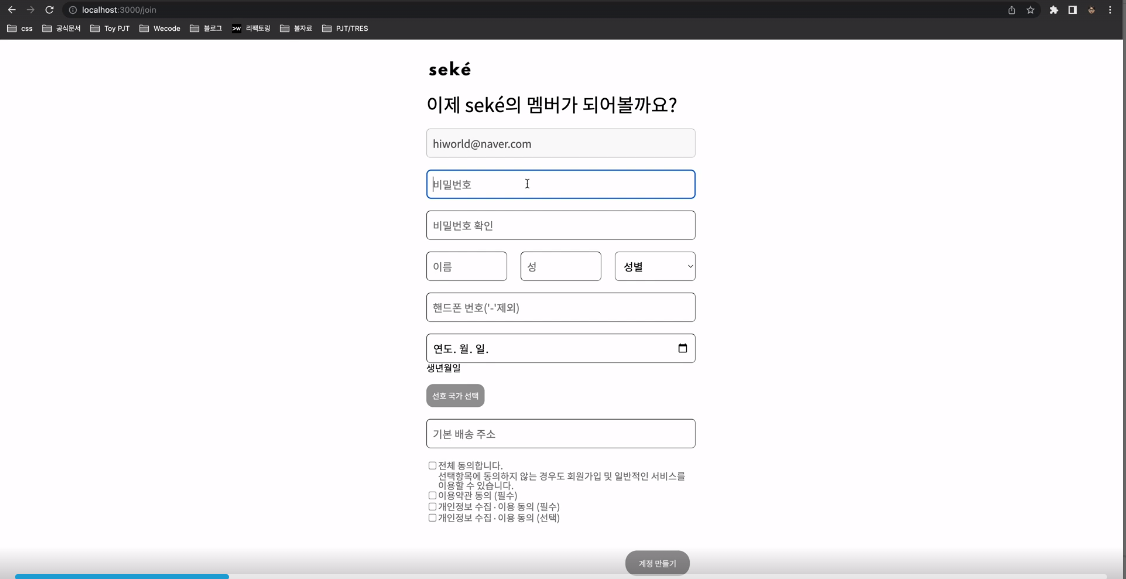 localhost:3000/join
css 공식문서 Toy PJT Wecode 블로그 >w 리팩토링 볼자료 PJT/TRES
seké
이제 seké의 멤버가 되어볼까요?
hiworld@naver.com
비밀번호
비밀번호 확인
이름 성 성별
핸드폰 번호('-'제외)
연도. 월. 일.
생년월일
선호 국가 선택
기본 배송 주소
전체 동의합니다.
선택항목에 동의하지 않는 경우도 회원가입 및 일반적인 서비스를
이용할 수 있습니다.
이용약관 동의 (필수)
개인정보 수집·이용 동의 (필수)
개인정보 수집·이용 동의 (선택)
계정 만들기